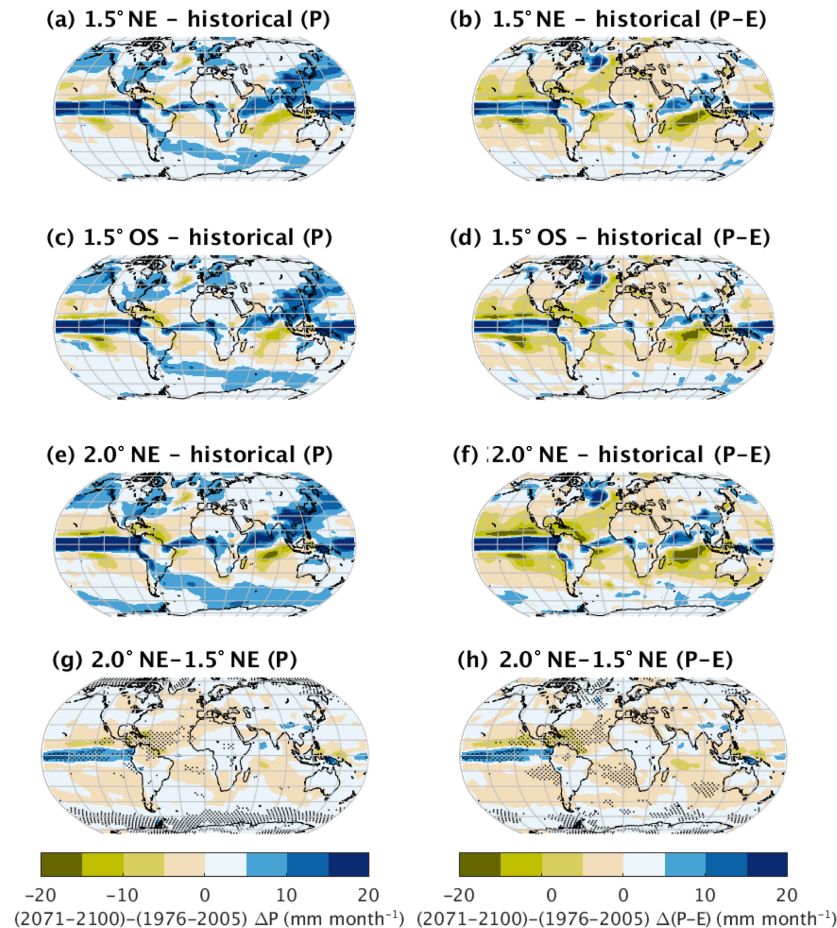 (a) 1.5° NE – historical (P)
(b) 1.5° NE – historical (P–E)
(c) 1.5° OS – historical (P)
(d) 1.5° OS – historical (P–E)
(e) 2.0° NE – historical (P)
(f) 2.0° NE – historical (P–E)
(g) 2.0° NE–1.5° NE (P)
(h) 2.0° NE–1.5° NE (P–E)
–20 –10 0 10 20
–20 0 0 10 20
(2071–2100)–(1976–2005) ΔP (mm month⁻¹)
(2071–2100)–(1976–2005) Δ(P–E) (mm month⁻¹)